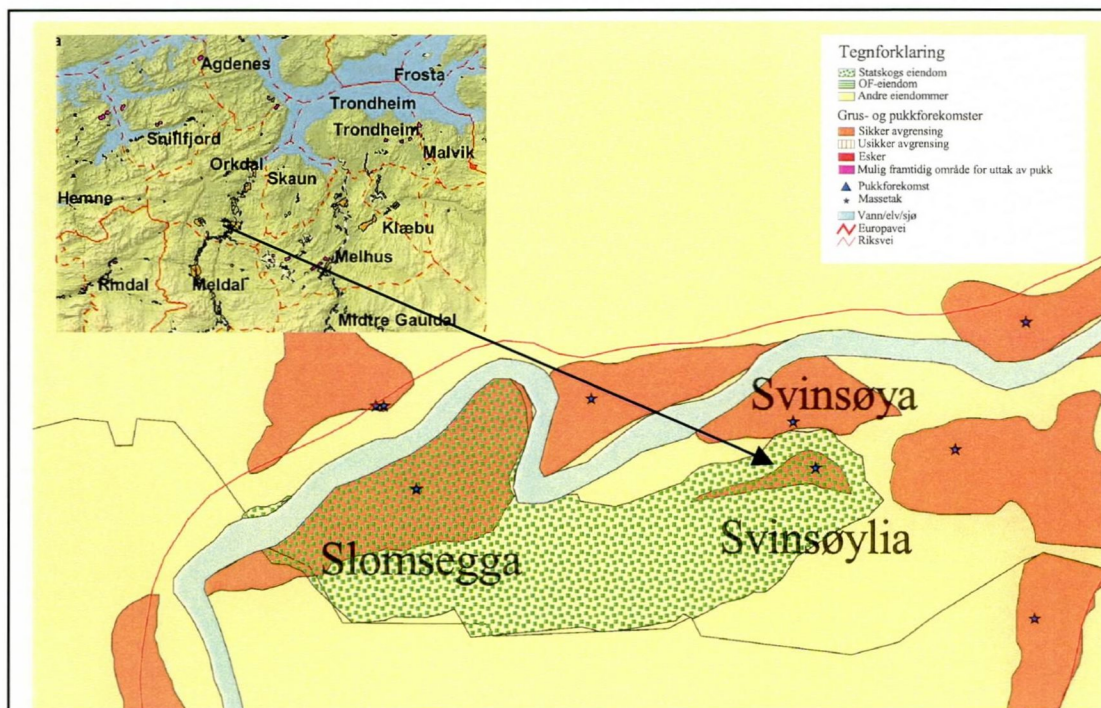 Agdenes
Frosta
Trondheim
Snillfjord
Trondheim
Malvik
Orkdal
Skaun
Hemne
Klæbu
Melhus
Rindal
Meldal
Midtre Gauldal
Tegnforklaring
Statskogs eiendom
OF-eiendom
Andre eiendommer
Grus- og pukkforekomster
Sikker avgrensing
Usikker avgrensing
Esker
Mulig framtidig område for uttak av pukk
Pukkforekomst
Massetak
Vann/elv/sjø
Europavei
Riksvei
Svinsøya
Svinsøylia
Slomsegga